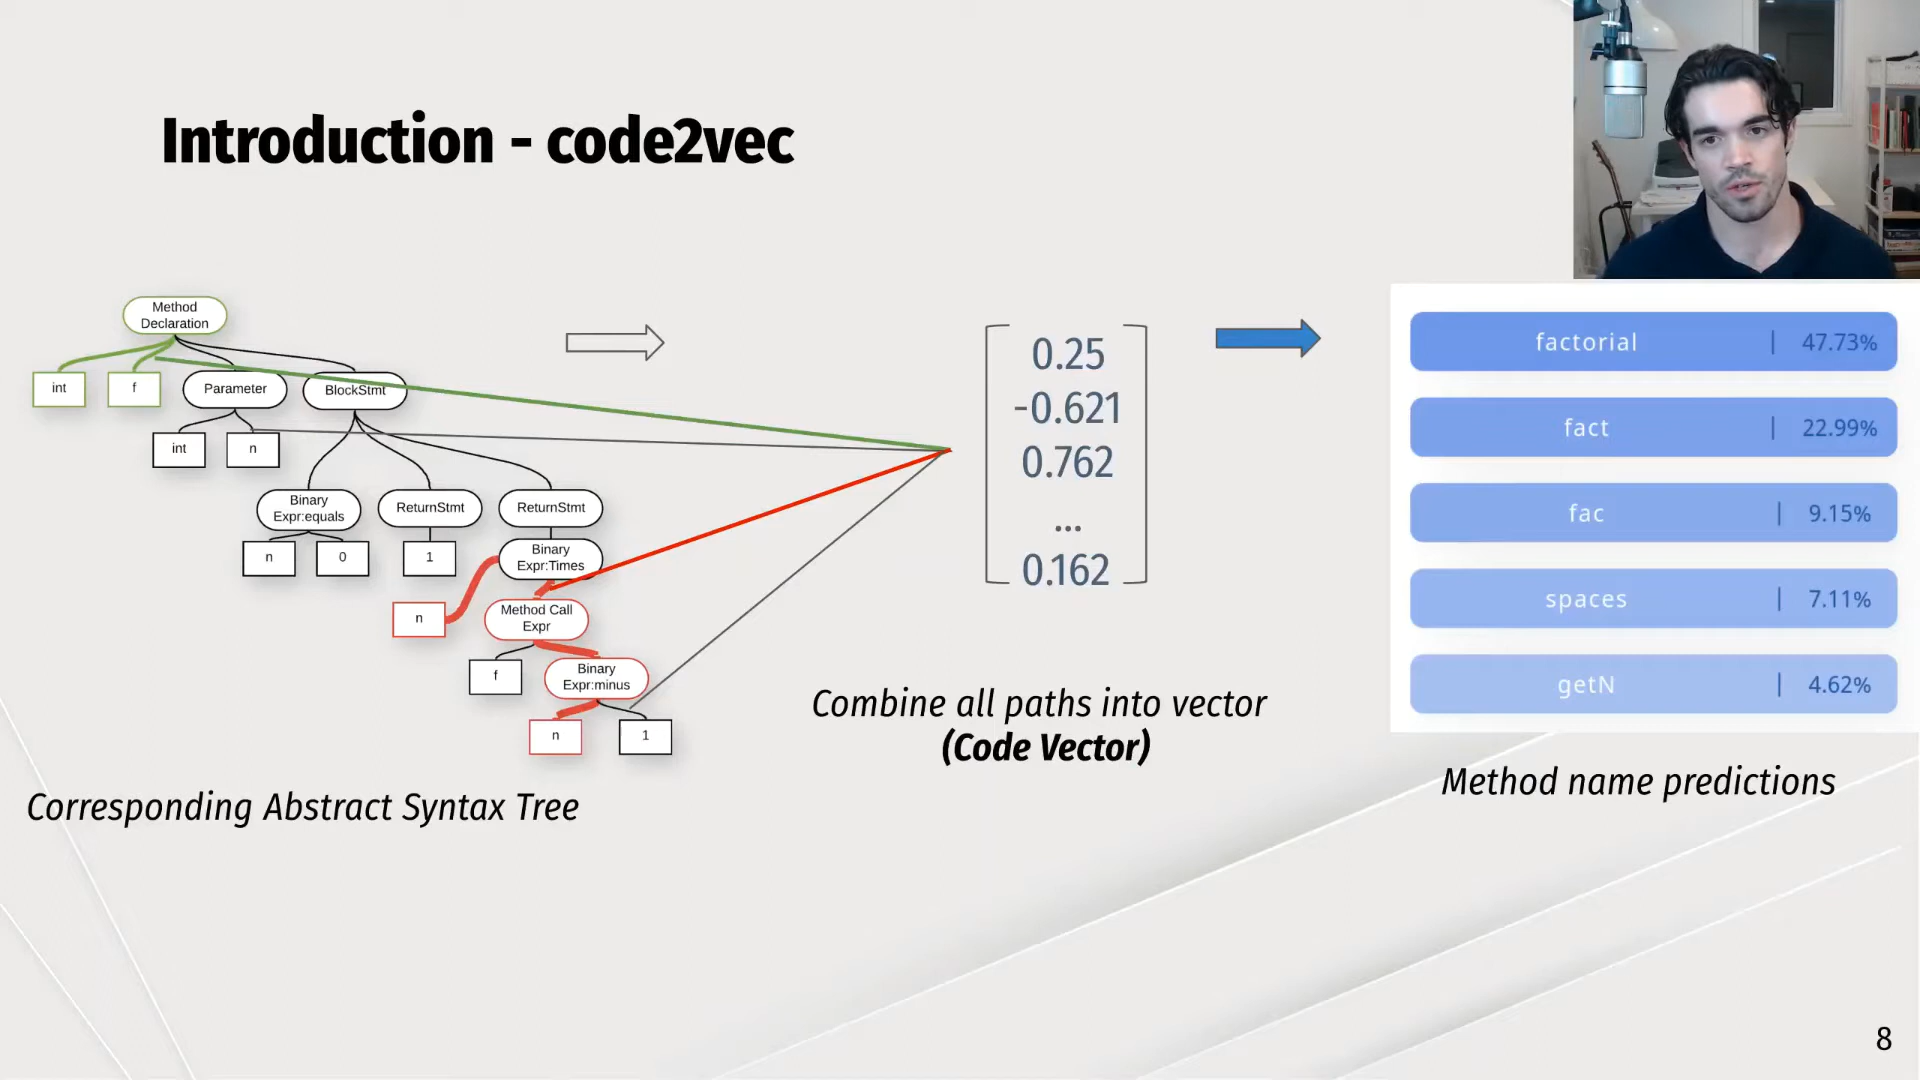 Introduction - code2vec
Method
Declaration
int
f
Parameter
BlockStmt
int
n
Binary
Expr:equals
ReturnStmt
ReturnStmt
n
0
1
Binary
Expr:Times
n
Method Call
Expr
f
Binary
Expr:minus
n
1
Corresponding Abstract Syntax Tree
0.25
-0.621
0.762
...
0.162
Combine all paths into vector
(Code Vector)
factorial | 47.73%
fact | 22.99%
fac | 9.15%
spaces | 7.11%
getN | 4.62%
Method name predictions
8